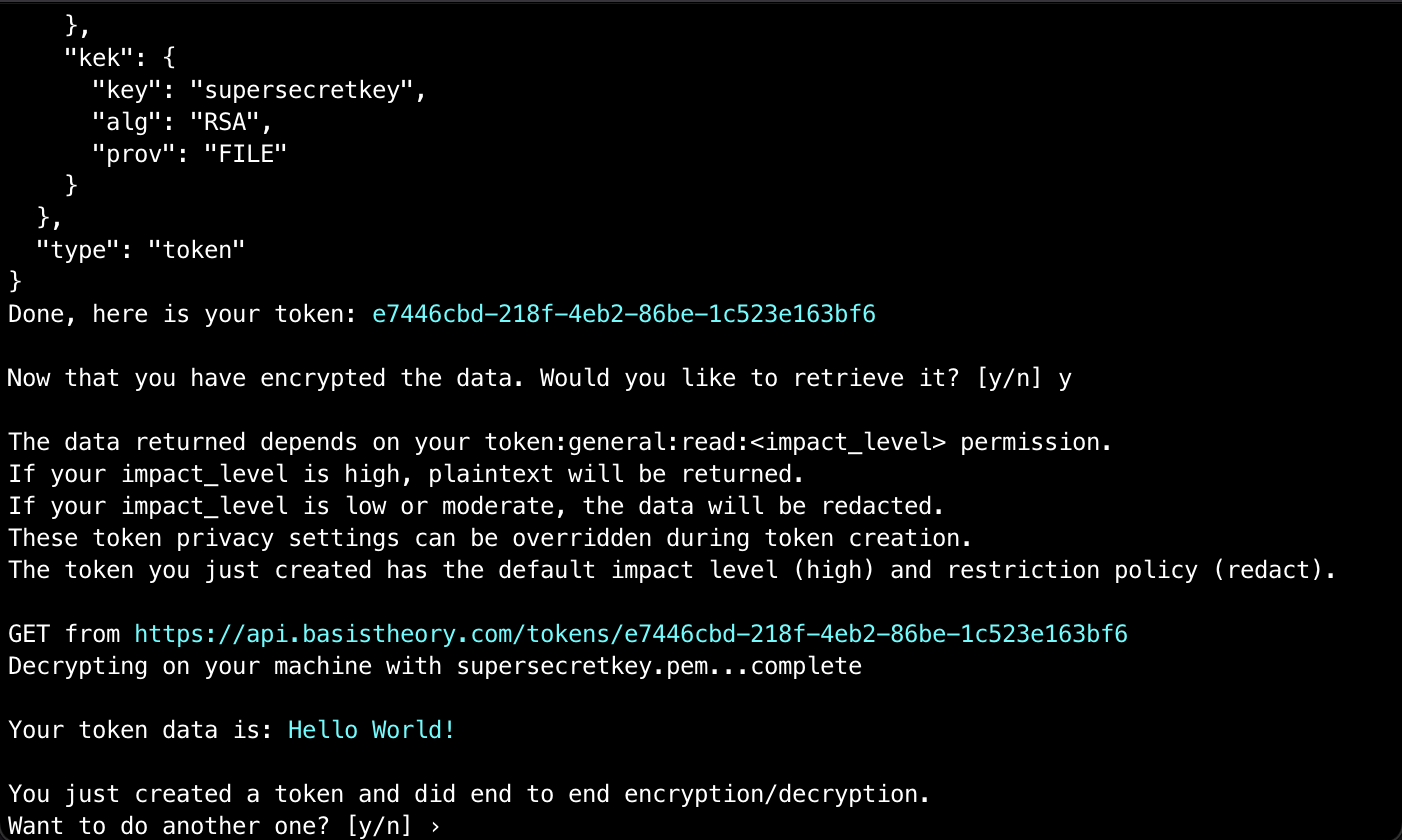 },
"kek": {
"key": "supersecretkey",
"alg": "RSA",
"prov": "FILE"
}
},
"type": "token"
}
Done, here is your token: e7446cbd-218f-4eb2-86be-1c523e163bf6
Now that you have encrypted the data. Would you like to retrieve it? [y/n] y
The data returned depends on your token:general:read:<impact_level> permission.
If your impact_level is high, plaintext will be returned.
If your impact_level is low or moderate, the data will be redacted.
These token privacy settings can be overridden during token creation.
The token you just created has the default impact level (high) and restriction policy (redact).
GET from https://api.basistheory.com/tokens/e7446cbd-218f-4eb2-86be-1c523e163bf6
Decrypting on your machine with supersecretkey.pem...complete
Your token data is: Hello World!
You just created a token and did end to end encryption/decryption.
Want to do another one? [y/n] ›